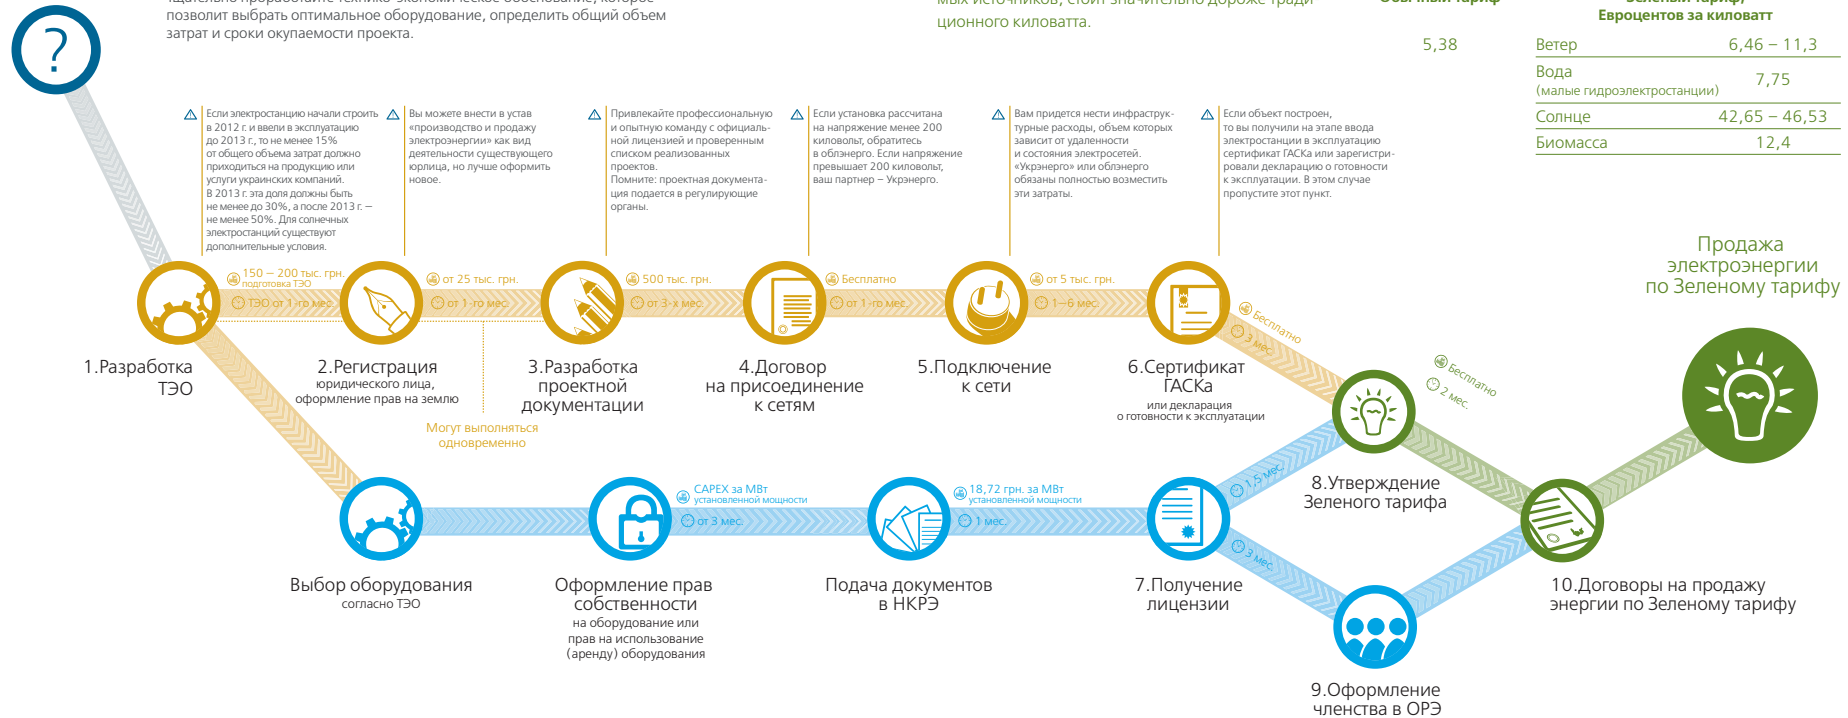 тщательно проработайте технико-экономическое обоснование, которое
позволит выбрать оптимальное оборудование, определить общий объем
затрат и сроки окупаемости проекта.
мых источников, стоит значительно дороже тради-
ционного киловатта.
Обычный тариф
5,38
Зеленый тариф,
Евроцентов за киловатт
Ветер 6,46 – 11,3
Вода
(малые гидроэлектростанции) 7,75
Солнце 42,65 – 46,53
Биомасса 12,4
Если электростанцию начали строить
в 2012 г. и ввели в эксплуатацию
до 2013 г., то не менее 15%
от общего объема затрат должно
приходиться на продукцию или
услуги украинских компаний.
В 2013 г. эта доля должны быть
не менее до 30%, а после 2013 г. –
не менее 50%. Для солнечных
электростанций существуют
дополнительные условия.
Вы можете внести в устав
«производство и продажу
электроэнергии» как вид
деятельности существующего
юрлица, но лучше оформить
новое.
Привлекайте профессиональную
и опытную команду с официаль-
ной лицензией и проверенным
списком реализованных
проектов.
Помните: проектная документа-
ция подается в регулирующие
органы.
Если установка рассчитана
на напряжение менее 200
киловольт, обратитесь
в облэнерго. Если напряжение
превышает 200 киловольт,
ваш партнер – Укрэнерго.
Вам придется нести инфраструк-
турные расходы, объем которых
зависит от удаленности
и состояния электросетей.
«Укрэнерго» или облэнерго
обязаны полностью возместить
эти затраты.
Если объект построен,
то вы получили на этапе ввода
электростанции в эксплуатацию
сертификат ГАСКа или зарегистри-
ровали декларацию о готовности
к эксплуатации. В этом случае
пропустите этот пункт.
Продажа
электроэнергии
по Зеленому тарифу
150 – 200 тыс. грн.
подготовка ТЭО
ТЭО от 1-го мес.
от 25 тыс. грн.
от 1-го мес.
500 тыс. грн.
от 3-х мес.
Бесплатно
от 1-го мес.
от 5 тыс. грн.
1–6 мес.
Бесплатно
3 мес.
Бесплатно
2 мес.
1.Разработка
ТЭО
2.Регистрация
юридического лица,
оформление прав на землю
3.Разработка
проектной
документации
4.Договор
на присоединение
к сетям
5.Подключение
к сети
6.Сертификат
ГАСКа
или декларация
о готовности к эксплуатации
Могут выполняться
одновременно
CAPEX за МВт
установленной мощности
от 3 мес.
18,72 грн. за МВт
установленной мощности
1 мес.
1,5 мес.
3 мес.
8.Утверждение
Зеленого тарифа
Выбор оборудования
согласно ТЭО
Оформление прав
собственности
на оборудование или
прав на использование
(аренду) оборудования
Подача документов
в НКРЭ
7.Получение
лицензии
10.Договоры на продажу
энергии по Зеленому тарифу
9.Оформление
членства в ОРЭ
?